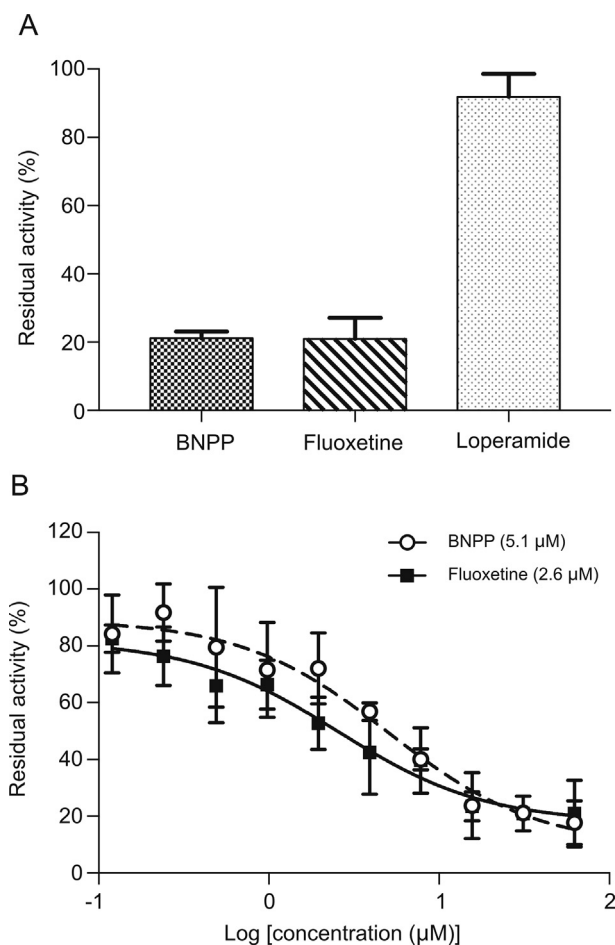 A
Residual activity (%)
100
80
60
40
20
0
BNPP
Fluoxetine
Loperamide
B
Residual activity (%)
120
100
80
60
40
20
0
BNPP (5.1 µM)
Fluoxetine (2.6 µM)
-1
0
1
2
Log [concentration (µM)]